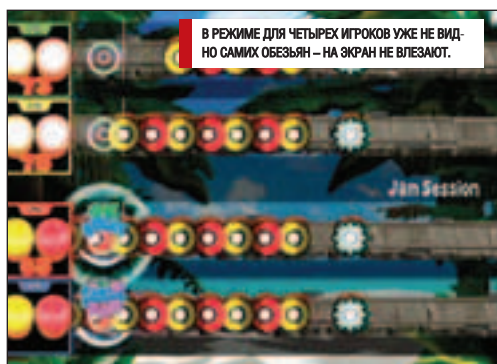 В РЕЖИМЕ ДЛЯ ЧЕТЫРЕХ ИГРОКОВ УЖЕ НЕ ВИД-
НО САМИХ ОБЕЗЬЯН – НА ЭКРАН НЕ ВЛЕЗАЮТ.
Jam Session